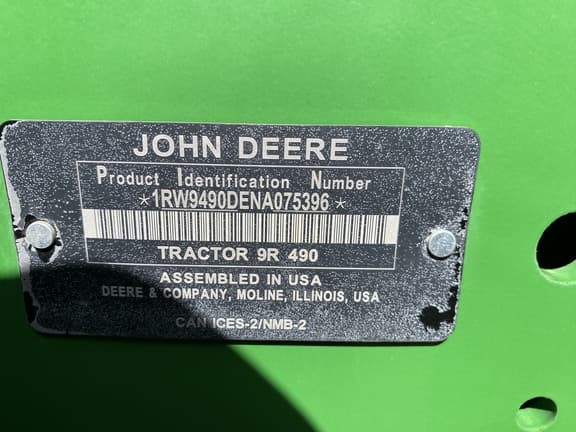 JOHN DEERE
Product Identification Number
*1RW9490DENA075396*
TRACTOR 9R 490
ASSEMBLED IN USA
DEERE & COMPANY, MOLINE, ILLINOIS, USA
CAN ICES-2/NMB-2